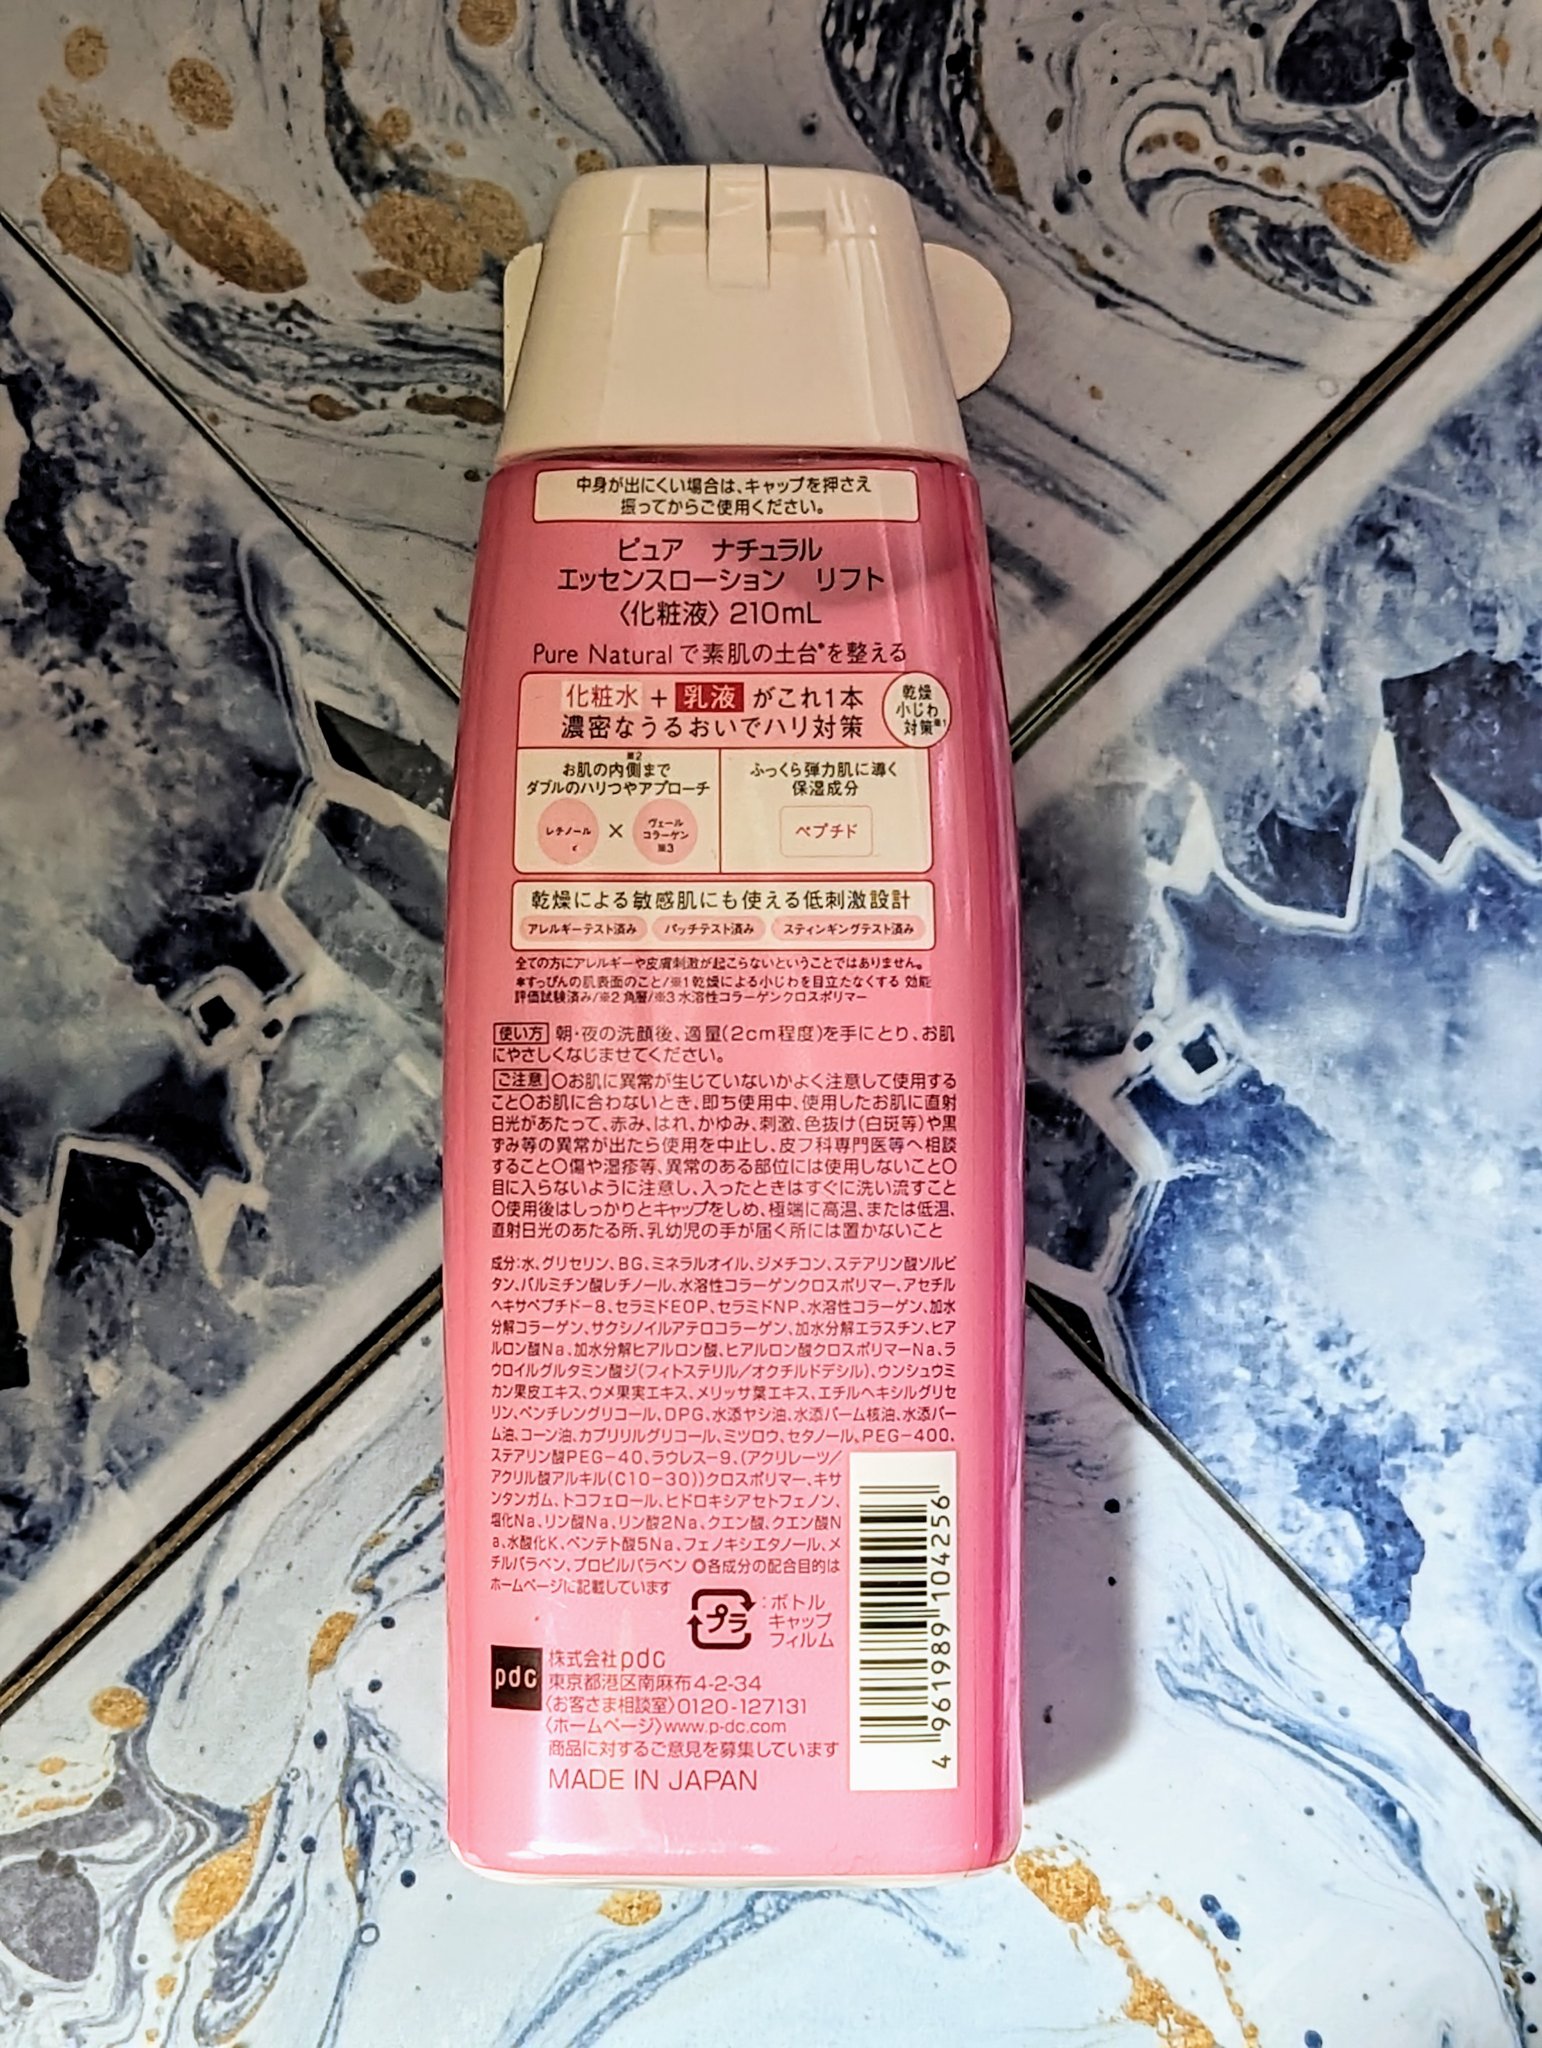 中身が出にくい場合は、キャップを押さえ
振ってからご使用ください。
ピュア ナチュラル
エッセンスローション リフト
〈化粧液〉210mL
Pure Naturalで素肌の土台*を整える
化粧水 + 乳液 がこれ1本
濃密なうるおいでハリ対策
乾燥
小じわ
対策※1
お肌の内側※2まで
ダブルのハリつやアプローチ
レチノール × ヴェール
コラーゲン
※3
ふっくら弾力肌に導く
保湿成分
ペプチド
乾燥による敏感肌にも使える低刺激設計
アレルギーテスト済み パッチテスト済み スティンギングテスト済み
全ての方にアレルギーや皮膚刺激が起こらないということではありません。
*すっぴんの肌表面のこと/※1 乾燥による小じわを目立たなくする 効能
評価試験済み/※2 角層/※3 水溶性コラーゲンクロスポリマー
使い方 朝・夜の洗顔後、適量(2cm程度)を手にとり、お肌
にやさしくなじませてください。
ご注意 ○お肌に異常が生じていないかよく注意して使用する
こと○お肌に合わないとき、即ち使用中、使用したお肌に直射
日光があたって、赤み、はれ、かゆみ、刺激、色抜け(白斑等)や黒
ずみ等の異常が出たら使用を中止し、皮フ科専門医等へ相談
すること○傷や湿疹等、異常のある部位には使用しないこと○
目に入らないように注意し、入ったときはすぐに洗い流すこと
○使用後はしっかりとキャップをしめ、極端に高温、または低温、
直射日光のあたる所、乳幼児の手が届く所には置かないこと
成分:水、グリセリン、BG、ミネラルオイル、ジメチコン、ステアリン酸ソルビ
タン、パルミチン酸レチノール、水溶性コラーゲンクロスポリマー、アセチル
ヘキサペプチド-8、セラミドEOP、セラミドNP、水溶性コラーゲン、加水
分解コラーゲン、サクシノイルアテロコラーゲン、加水分解エラスチン、ヒア
ルロン酸Na、加水分解ヒアルロン酸、ヒアルロン酸クロスポリマーNa、ラ
ウロイルグルタミン酸ジ(フィトステリル/オクチルドデシル)、ウンシュウミ
カン果皮エキス、ウメ果実エキス、メリッサ葉エキス、エチルヘキシルグリセ
リン、ペンチレングリコール、DPG、水添ヤシ油、水添パーム核油、水添パー
ム油、コーン油、カプリリルグリコール、ミツロウ、セタノール、PEG-400、
ステアリン酸PEG-40、ラウレス-9、(アクリレーツ/
アクリル酸アルキル(C10-30))クロスポリマー、キサ
ンタンガム、トコフェロール、ヒドロキシアセトフェノン、
塩化Na、リン酸Na、リン酸2Na、クエン酸、クエン酸N
a、水酸化K、ペンテト酸5Na、フェノキシエタノール、メ
チルパラベン、プロピルパラベン ◎各成分の配合目的は
ホームページに記載しています
プラ :ボトル
キャップ
フィルム
pdc 株式会社pdc
東京都港区南麻布4-2-34
〈お客さま相談室〉0120-127131
〈ホームページ〉www.p-dc.com
商品に対するご意見を募集しています
MADE IN JAPAN
4 961989 104256